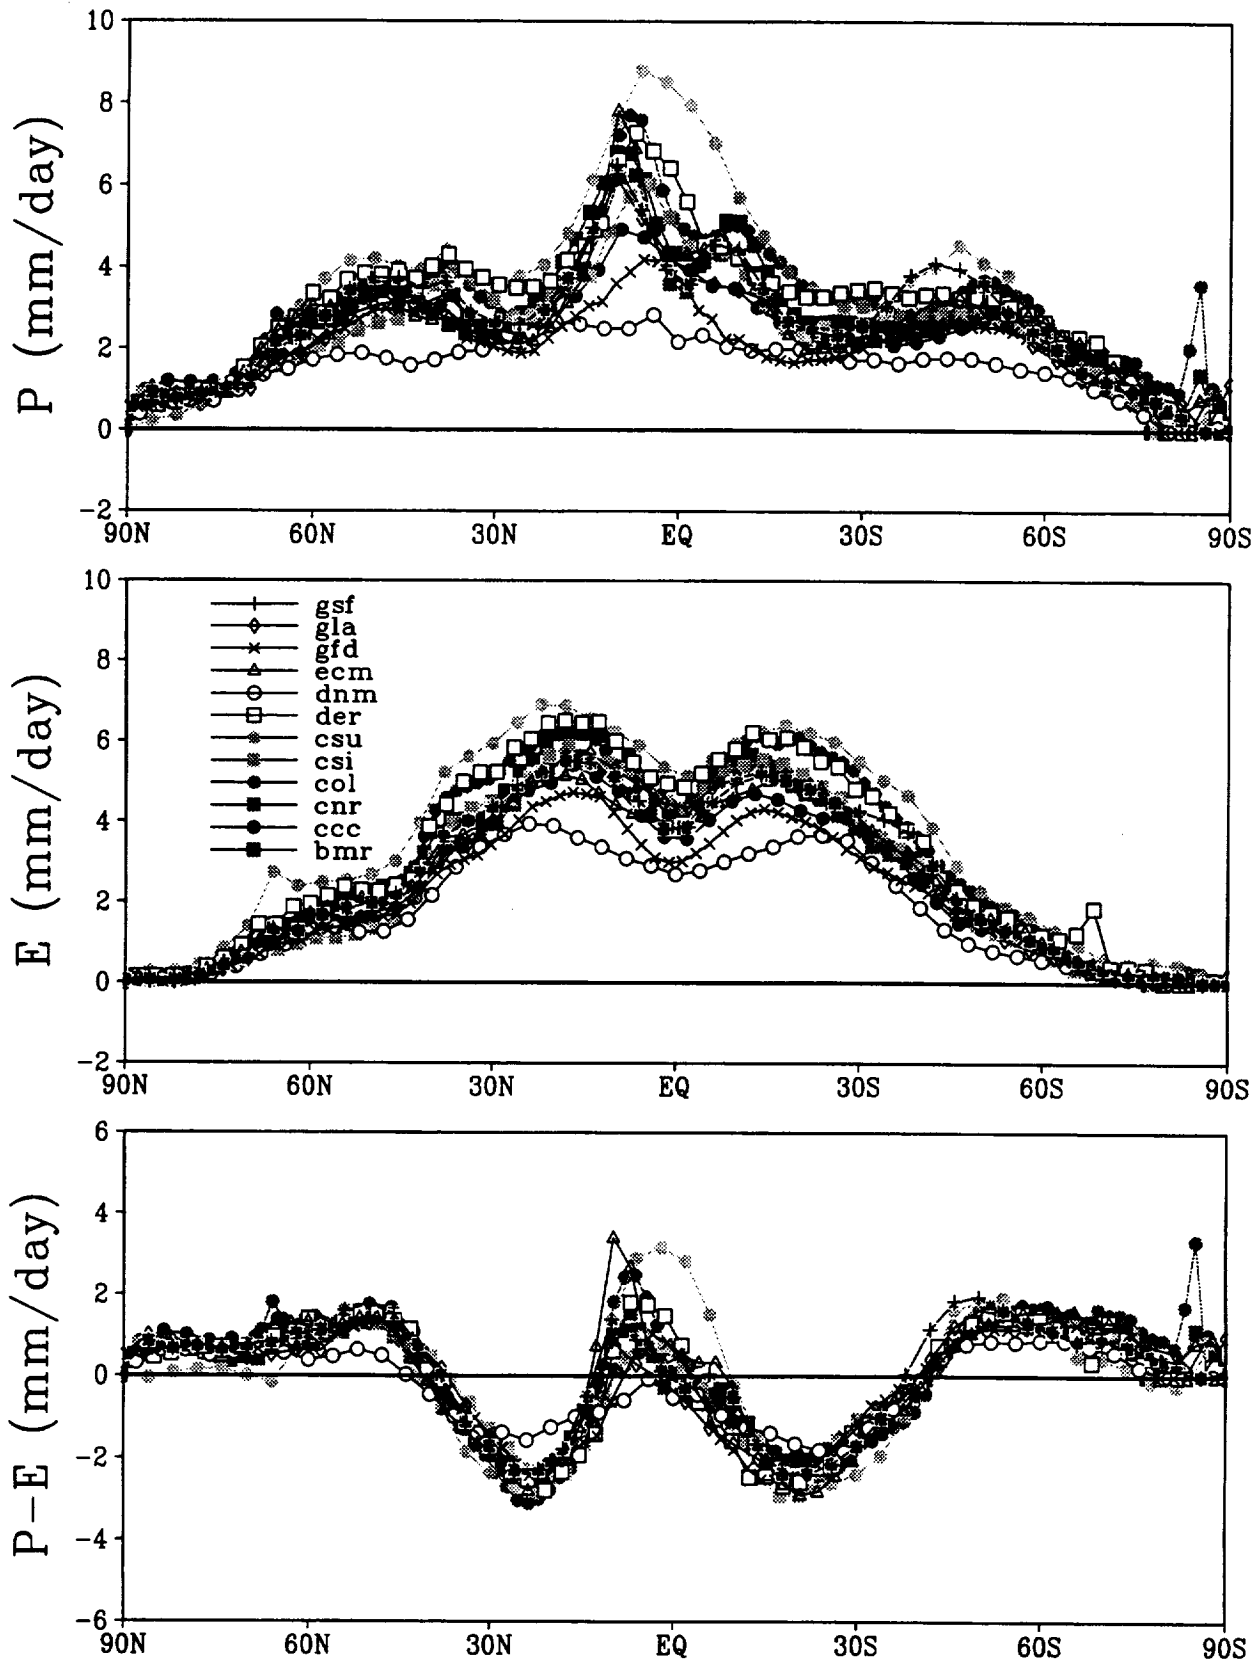 10
8
6
4
2
0
-2
P (mm/day)
90N 60N 30N EQ 30S 60S 90S
10
8
6
4
2
0
-2
E (mm/day)
gsf
gla
gfd
ecm
dnm
der
csu
csi
col
cnr
ccc
bmr
90N 60N 30N EQ 30S 60S 90S
6
4
2
0
-2
-4
-6
P-E (mm/day)
90N 60N 30N EQ 30S 60S 90S